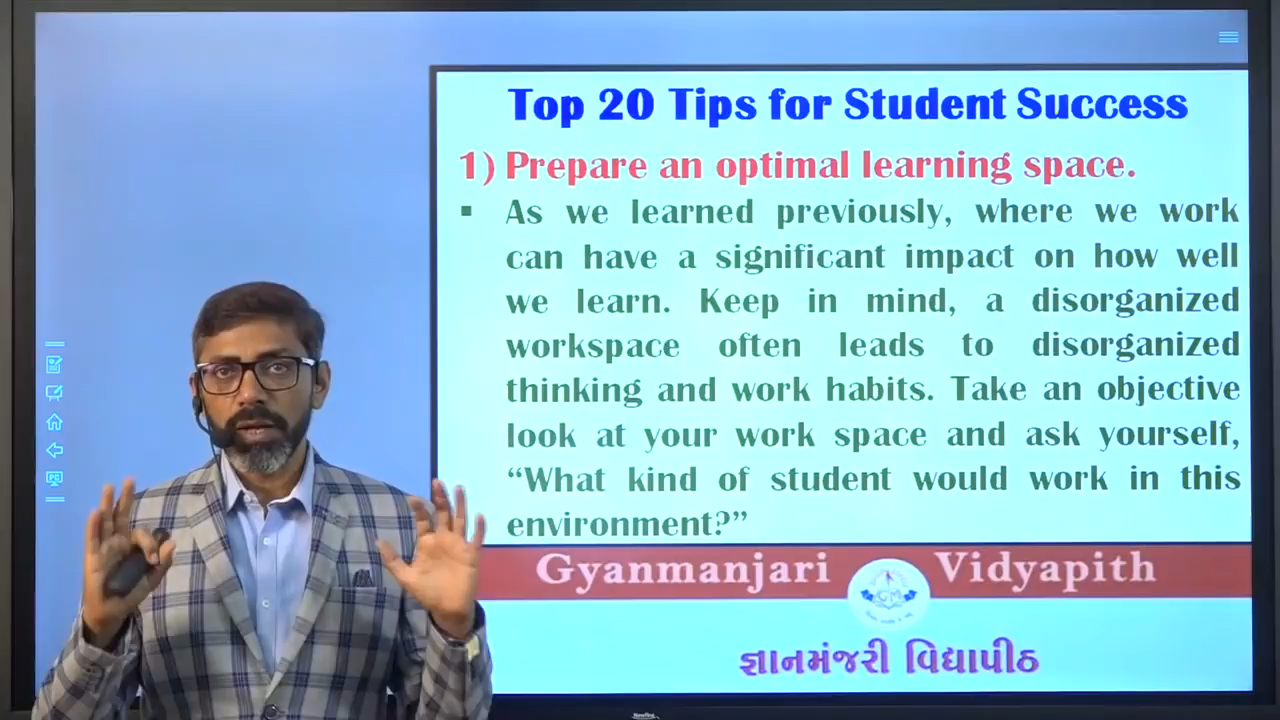 Top 20 Tips for Student Success
1) Prepare an optimal learning space.
▪ As we learned previously, where we work
can have a significant impact on how well
we learn. Keep in mind, a disorganized
workspace often leads to disorganized
thinking and work habits. Take an objective
look at your work space and ask yourself,
“What kind of student would work in this
environment?”
Gyanmanjari Vidyapith
જ્ઞાનમંજરી વિદ્યાપીઠ